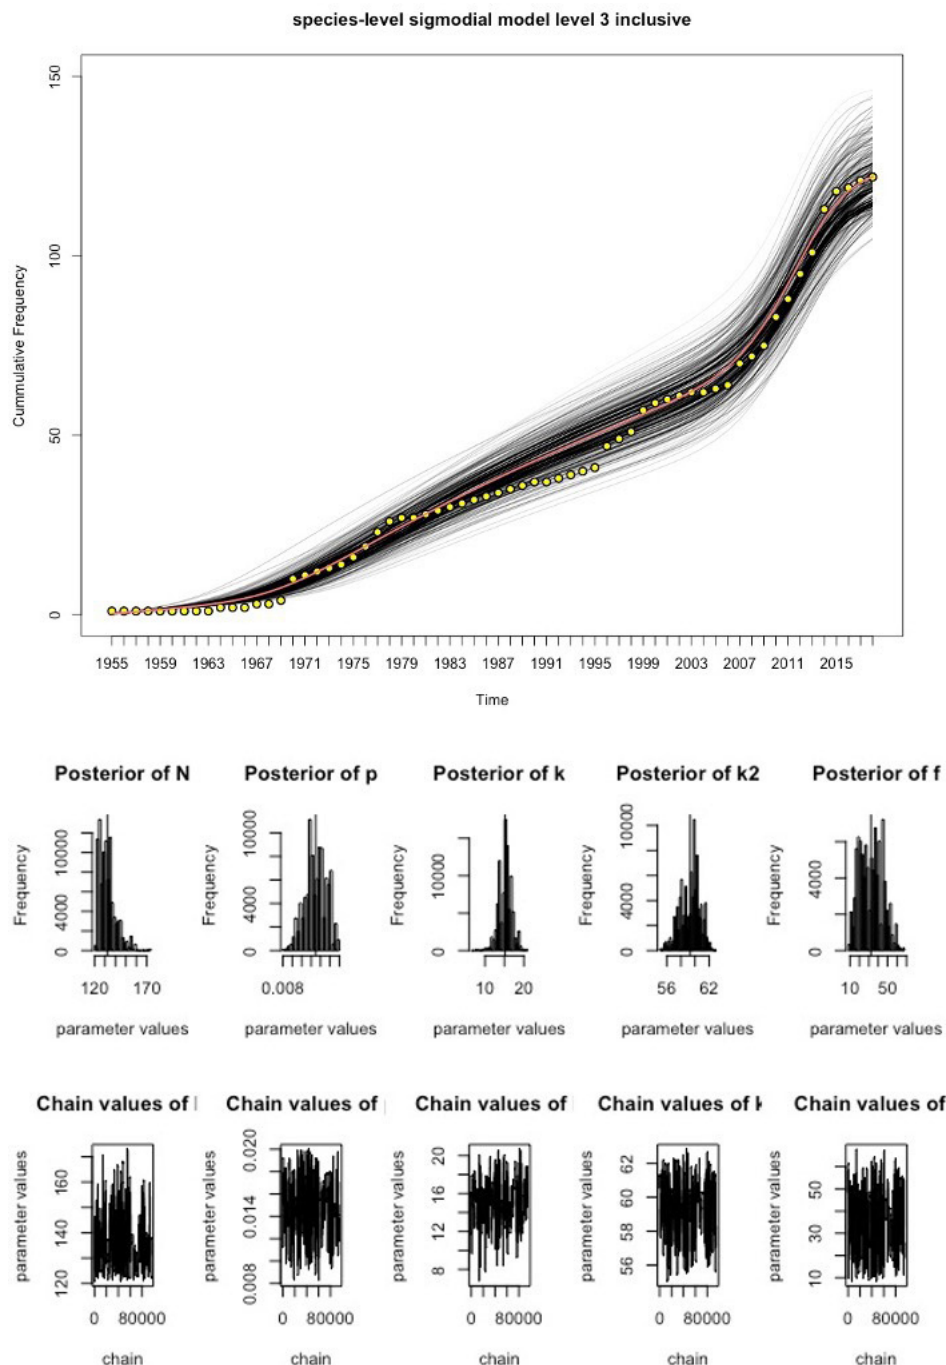 species-level sigmodial model level 3 inclusive
150
100
50
0
Cummulative Frequency
1955 1959 1963 1967 1971 1975 1979 1983 1987 1991 1995 1999 2003 2007 2011 2015
Time
Posterior of N Posterior of p Posterior of k Posterior of k2 Posterior of f
Frequency Frequency Frequency Frequency Frequency
0 4000 10000 0 4000 10000 0 10000 0 4000 10000 0 4000
120 170 0.008 10 20 56 62 10 50
parameter values parameter values parameter values parameter values parameter values
Chain values of Chain values of Chain values of Chain values of k Chain values of
parameter values parameter values parameter values parameter values parameter values
120 140 160 0.008 0.014 0.020 8 12 16 20 56 58 60 62 10 30 50
0 80000 0 80000 0 80000 0 80000 0 80000
chain chain chain chain chain